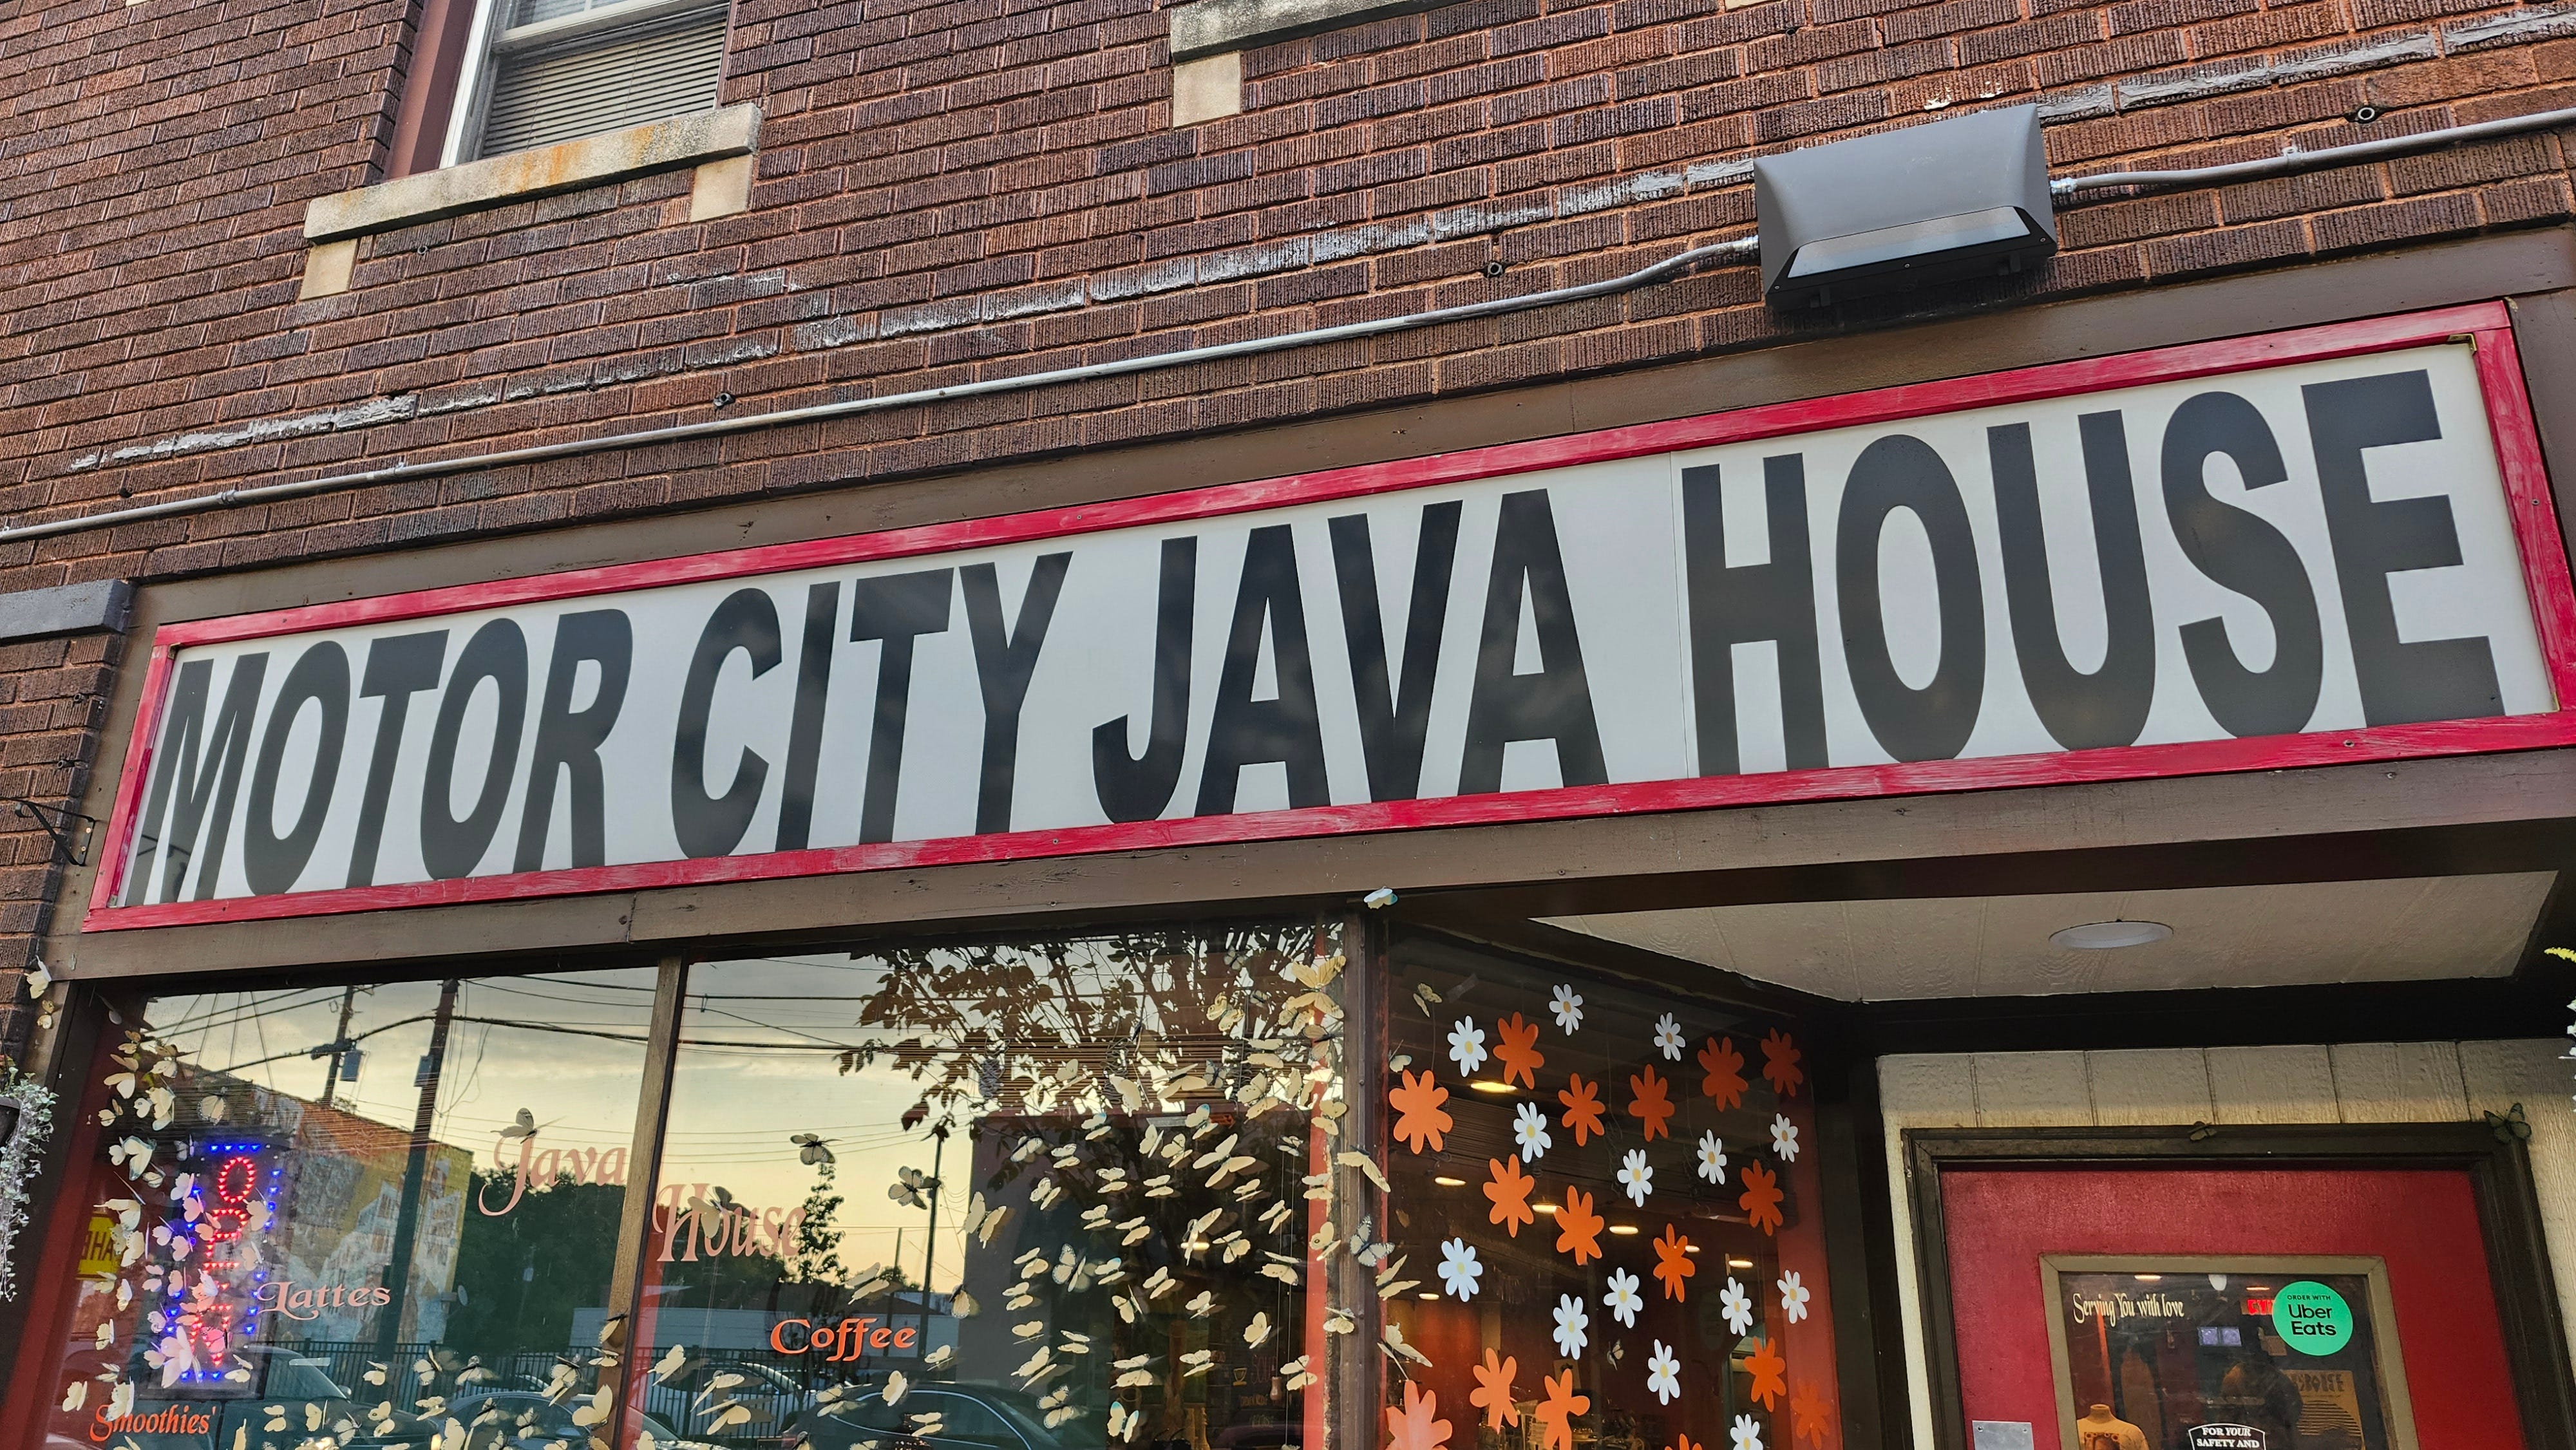 MOTOR CITY JAVA HOUSE
Java
House
OPEN
Lattes
Coffee
Smoothies'
Serving You with love
ORDER WITH
Uber
Eats
FOR YOUR
SAFETY AND